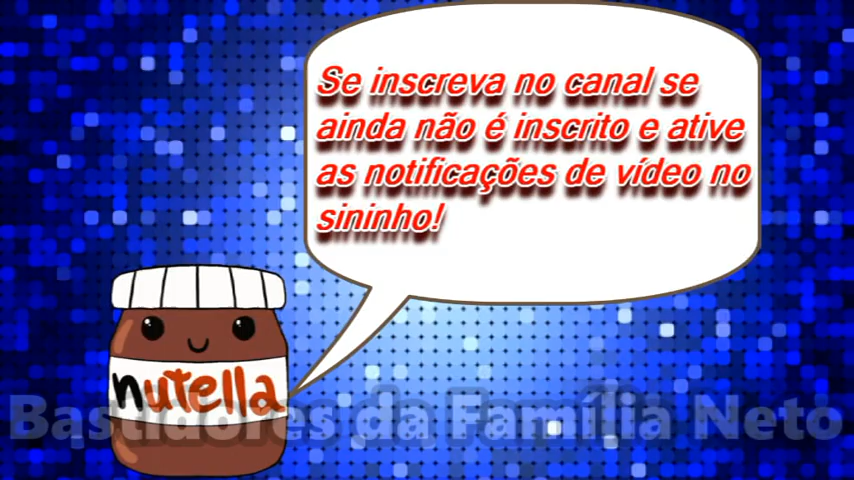 Se inscreva no canal se
ainda não é inscrito e ative
as notificações de vídeo no
sininho!
nutella
Bastidores da Família Neto